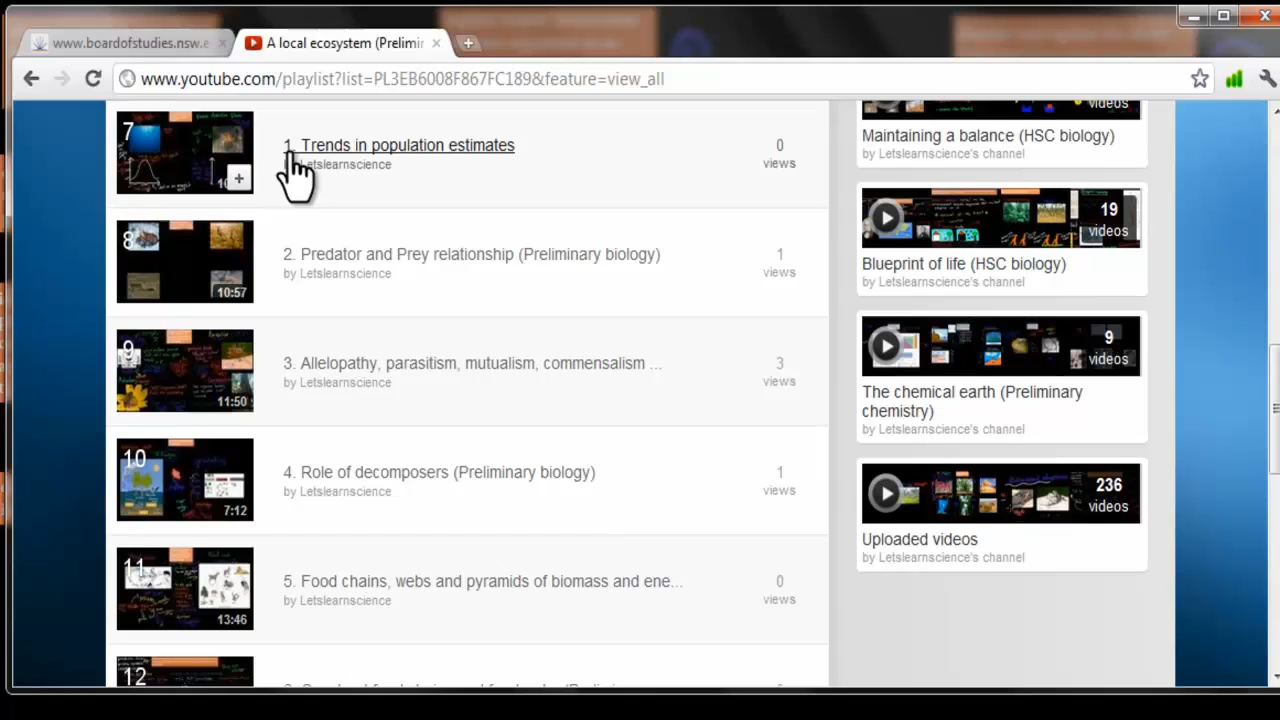 www.boardofstudies.nsw.e
A local ecosystem (Prelimin
www.youtube.com/playlist?list=PL3EB6008F867FC189&feature=view_all
7
1. Trends in population estimates
Letslearnscience
0
views
8
10:57
2. Predator and Prey relationship (Preliminary biology)
by Letslearnscience
1
views
9
11:50
3. Allelopathy, parasitism, mutualism, commensalism ...
by Letslearnscience
3
views
10
7:12
4. Role of decomposers (Preliminary biology)
by Letslearnscience
1
views
11
13:46
5. Food chains, webs and pyramids of biomass and ene...
by Letslearnscience
0
views
12
videos
Maintaining a balance (HSC biology)
by Letslearnscience's channel
19
videos
Blueprint of life (HSC biology)
by Letslearnscience's channel
9
videos
The chemical earth (Preliminary
chemistry)
by Letslearnscience's channel
236
videos
Uploaded videos
by Letslearnscience's channel